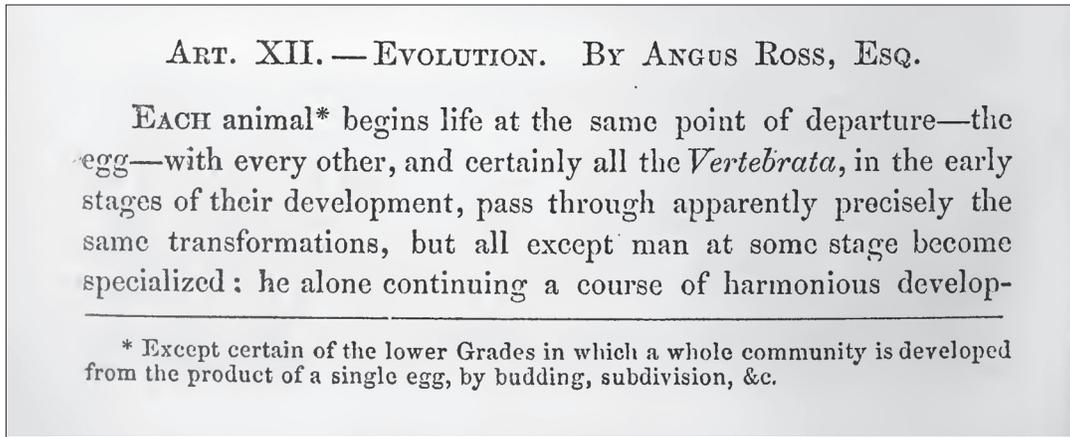 ART. XII. — EVOLUTION. BY ANGUS ROSS, ESQ.
EACH animal* begins life at the same point of departure—the
egg—with every other, and certainly all the Vertebrata, in the early
stages of their development, pass through apparently precisely the
same transformations, but all except man at some stage become
specialized: he alone continuing a course of harmonious develop-
* Except certain of the lower Grades in which a whole community is developed
from the product of a single egg, by budding, subdivision, &c.